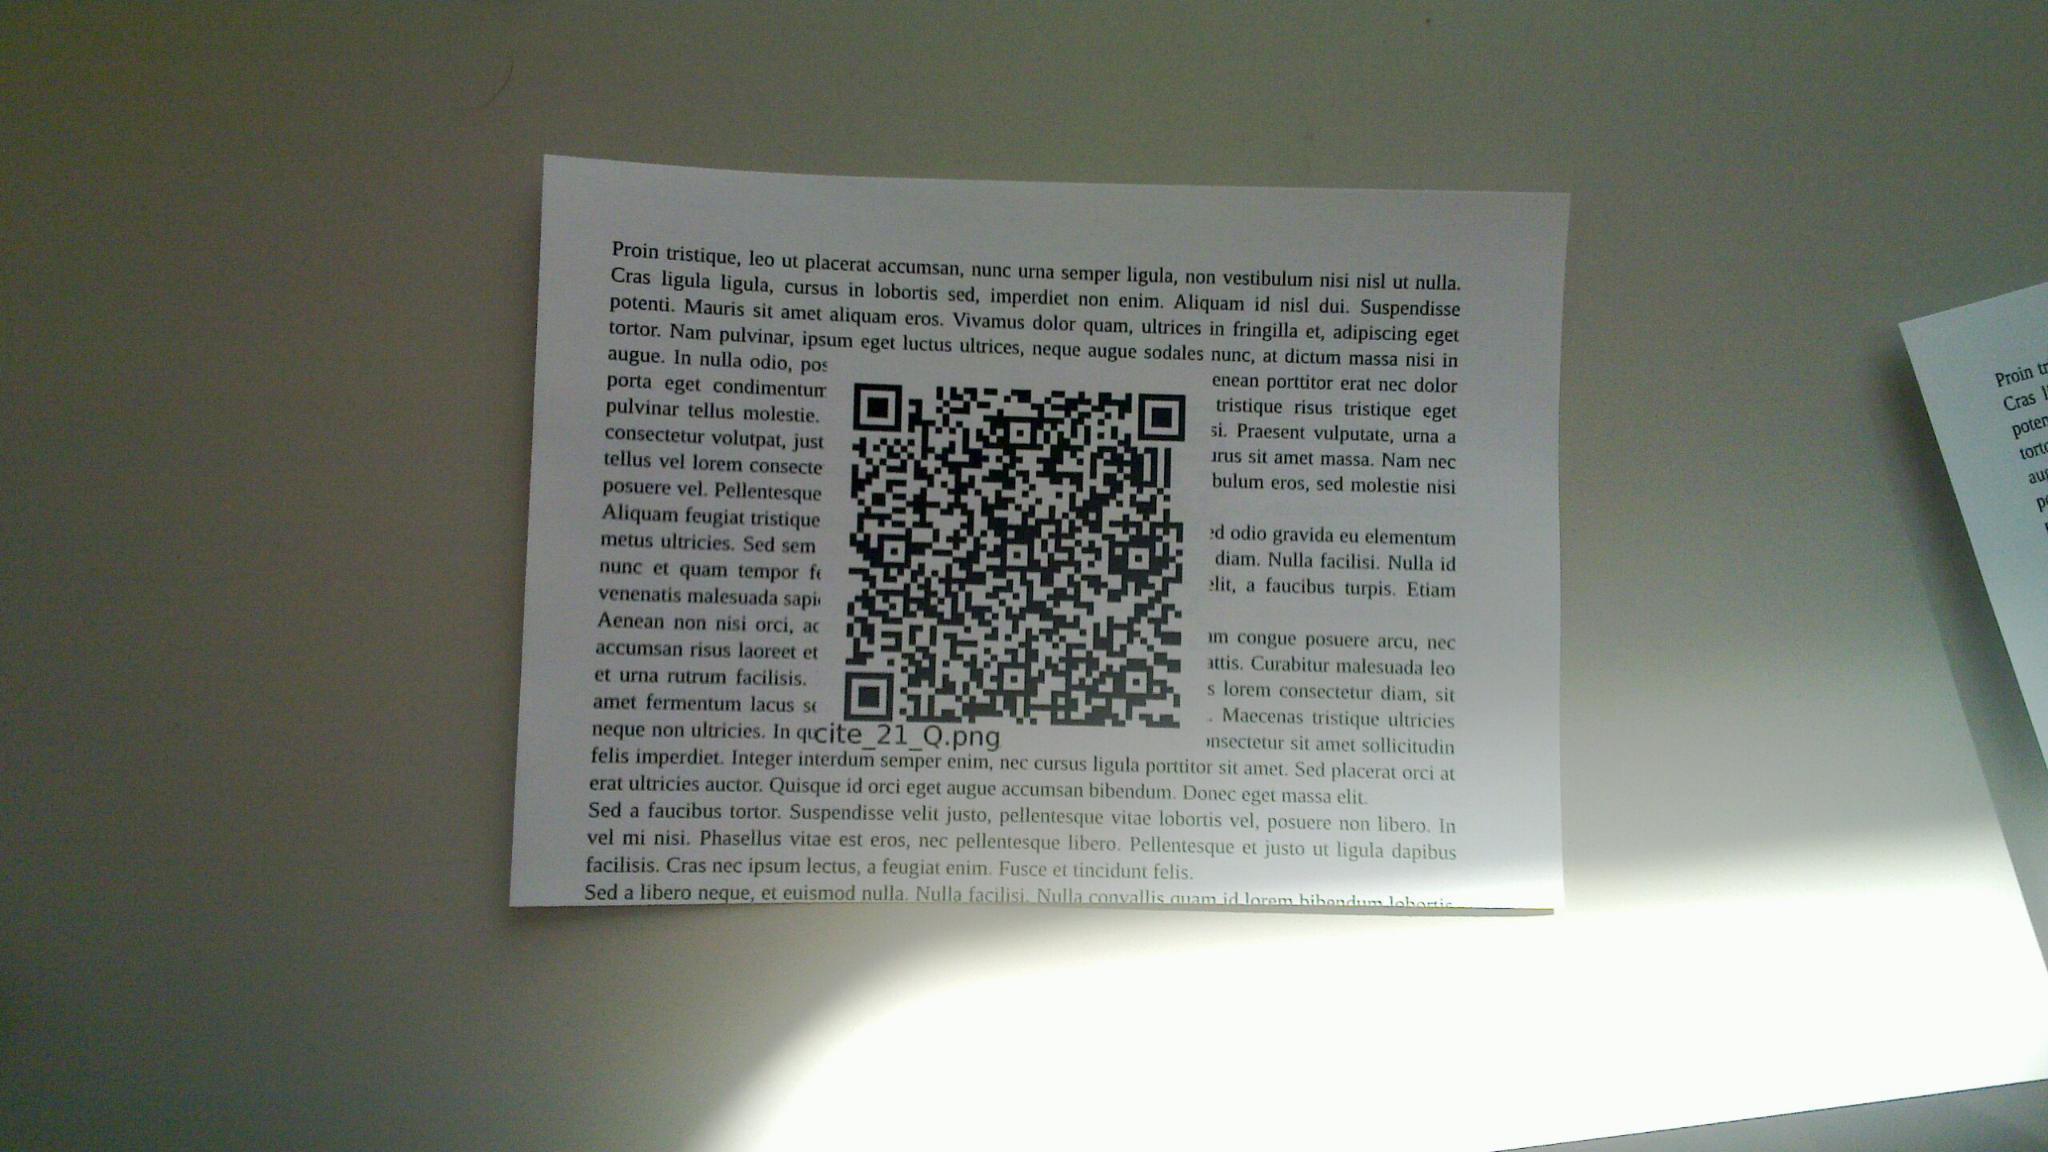 Proin tristique, leo ut placerat accumsan, nunc urna semper ligula, non vestibulum nisi nisl ut nulla.
Cras ligula ligula, cursus in lobortis sed, imperdiet non enim. Aliquam id nisl dui. Suspendisse
potenti. Mauris sit amet aliquam eros. Vivamus dolor quam, ultrices in fringilla et, adipiscing eget
tortor. Nam pulvinar, ipsum eget luctus ultrices, neque augue sodales nunc, at dictum massa nisi in
augue. In nulla odio,
porta eget condimentum enean porttitor erat nec dolor
pulvinar tellus molestie. tristique risus tristique eget
consectetur volutpat, just si. Praesent vulputate, urna a
tellus vel lorem consecte sit amet massa. Nam nec
posuere vel. Pellentesque bulum eros, sed molestie nisi
Aliquam feugiat tristique
metus ultricies. Sed sem odio gravida eu elementum
nunc et quam tempor diam. Nulla facilisi. Nulla id
venenatis malesuada a faucibus turpis. Etiam
Aenean non nisi orci,
accumsan risus laoreet et congue posuere arcu, nec
et urna rutrum facilisis. Curabitur malesuada leo
amet fermentum lacus s lorem consectetur diam, sit
neque non ultricies. In Maecenas tristique ultricies
cite_21_Q.png sit amet sollicitudin
felis imperdiet. Integer interdum semper enim, nec cursus ligula porttitor sit amet. Sed placerat orci at
erat ultricies auctor. Quisque id orci eget augue accumsan bibendum. Donec eget massa elit.
Sed a faucibus tortor. Suspendisse velit justo, pellentesque vitae lobortis vel, posuere non libero. In
vel mi nisi. Phasellus vitae est eros, nec pellentesque libero. Pellentesque et justo ut ligula dapibus
facilisis. Cras nec ipsum lectus, a feugiat enim. Fusce et tincidunt felis.
Sed a libero neque, et euismod nulla. Nulla facilisi. Nulla convallis quam id lorem bibendum lobortis
Proin
Cras